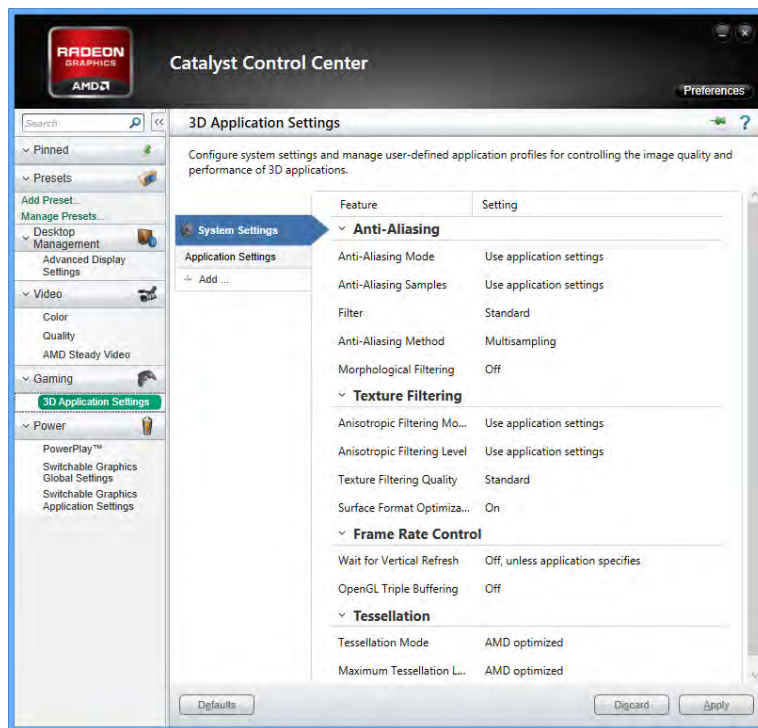 RADEON
GRAPHICS
AMD
Catalyst Control Center
Preferences
Search
<<
3D Application Settings
?
Pinned
Presets
Add Preset...
Manage Presets...
Desktop
Management
Advanced Display
Settings
Video
Color
Quality
AMD Steady Video
Gaming
3D Application Settings
Power
PowerPlay™
Switchable Graphics
Global Settings
Switchable Graphics
Application Settings
Configure system settings and manage user-defined application profiles for controlling the image quality and
performance of 3D applications.
System Settings
Application Settings
Add ...
Feature Setting
Anti-Aliasing
Anti-Aliasing Mode Use application settings
Anti-Aliasing Samples Use application settings
Filter Standard
Anti-Aliasing Method Multisampling
Morphological Filtering Off
Texture Filtering
Anisotropic Filtering Mo... Use application settings
Anisotropic Filtering Level Use application settings
Texture Filtering Quality Standard
Surface Format Optimiza... On
Frame Rate Control
Wait for Vertical Refresh Off, unless application specifies
OpenGL Triple Buffering Off
Tessellation
Tessellation Mode AMD optimized
Maximum Tessellation L... AMD optimized
Defaults Discard Apply